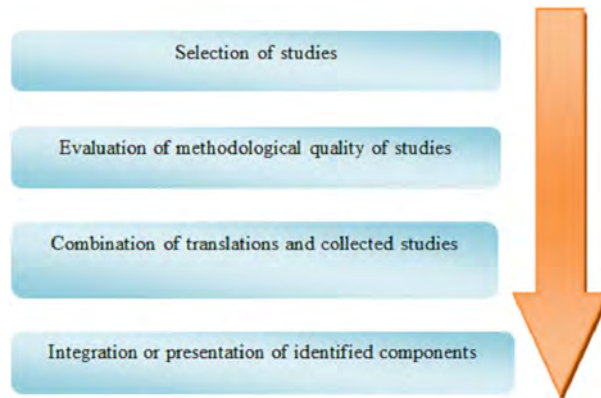 Selection of studies
Evaluation of methodological quality of studies
Combination of translations and collected studies
Integration or presentation of identified components